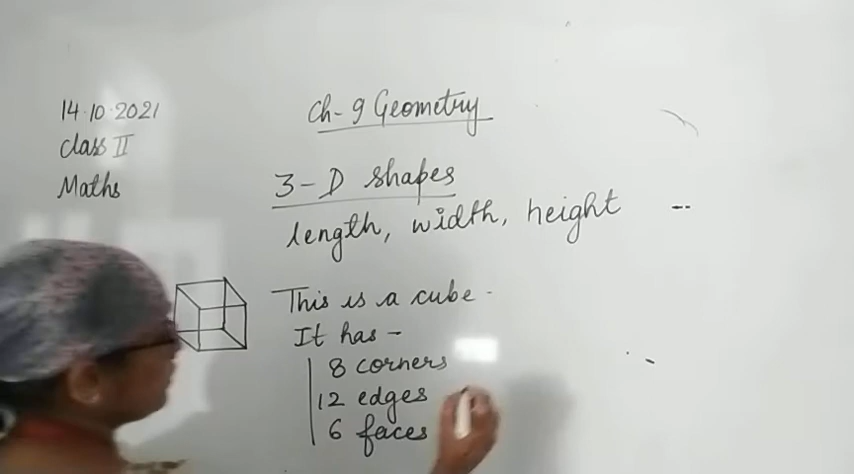 14.10.2021
Class II
Maths
Ch-9 Geometry
3-D shapes
length, width, height
This is a cube.
It has -
8 corners
12 edges
6 faces